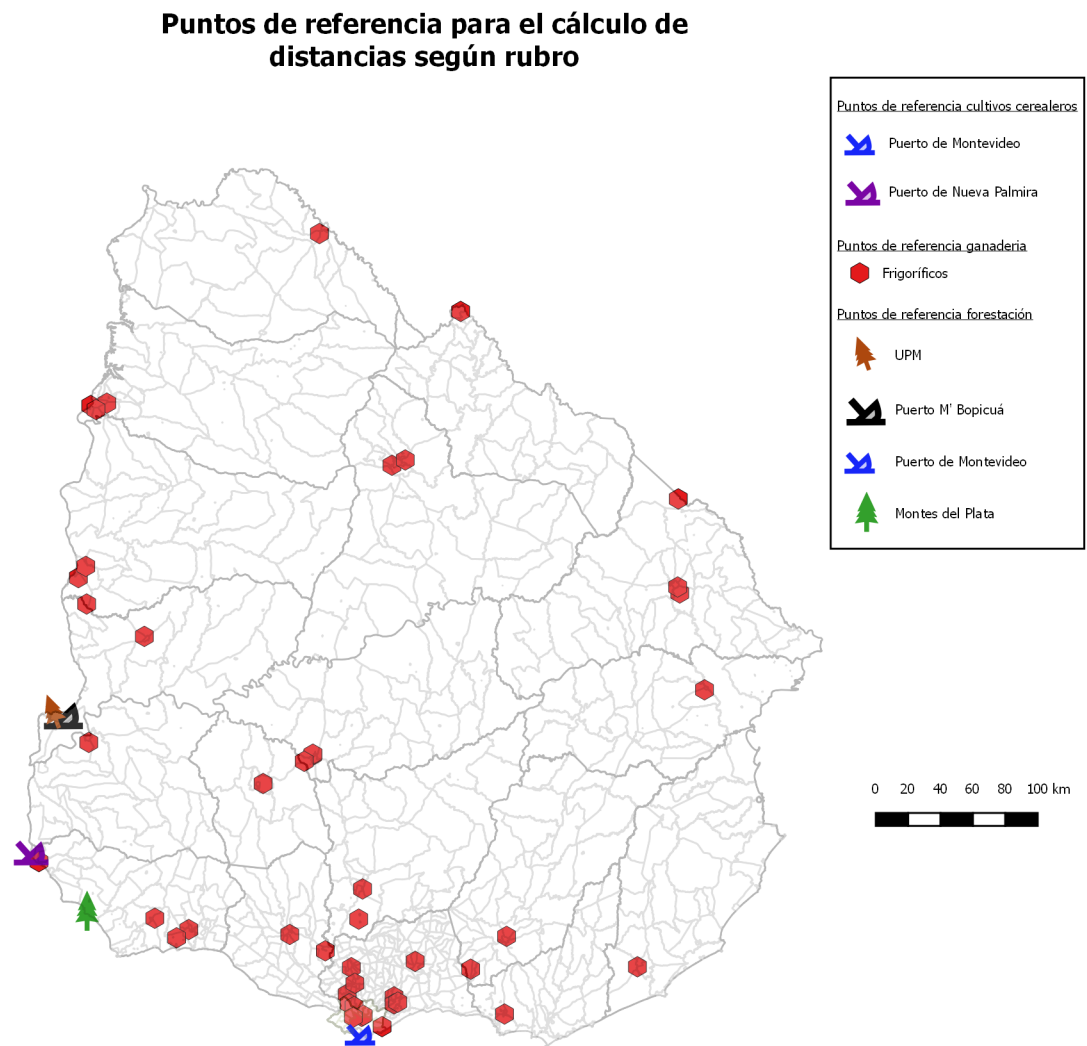 Puntos de referencia para el cálculo de
distancias según rubro
Puntos de referencia cultivos cerealeros
Puerto de Montevideo
Puerto de Nueva Palmira
Puntos de referencia ganaderia
Frigoríficos
Puntos de referencia forestación
UPM
Puerto M' Bopicuá
Puerto de Montevideo
Montes del Plata
0 20 40 60 80 100 km